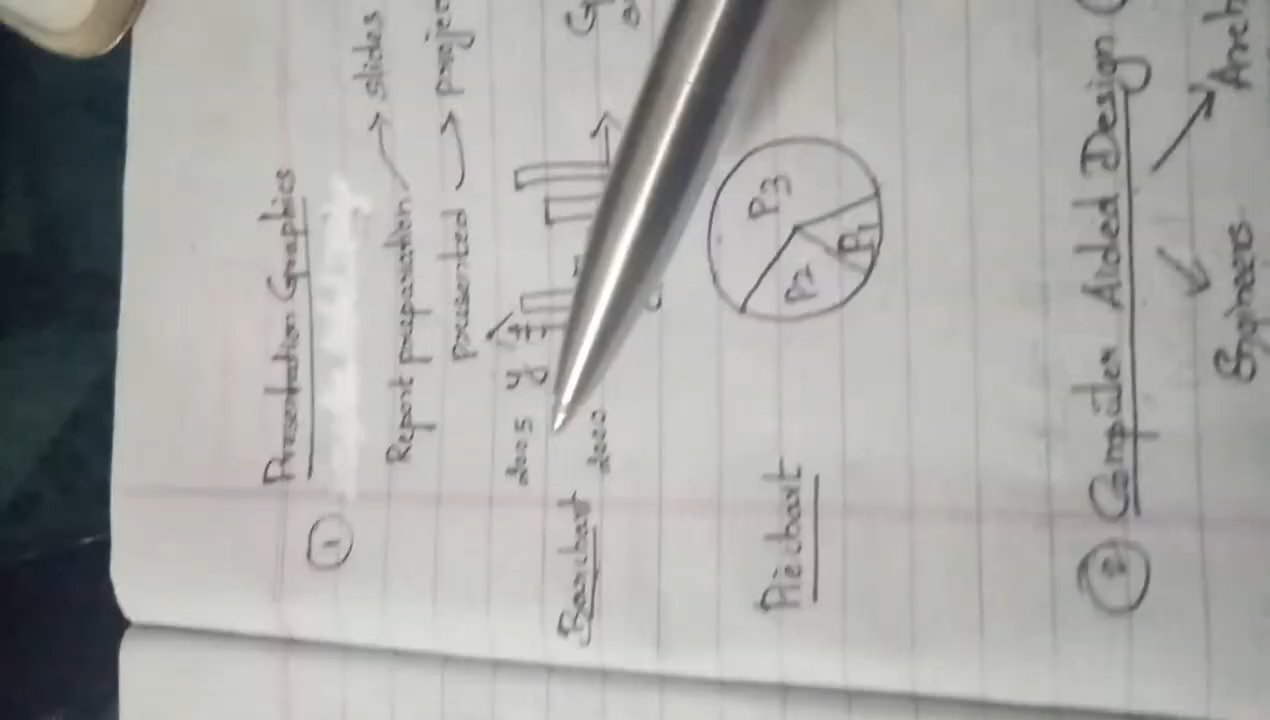 Presentration Graphics
①
Report preparation → slides
presented → projec
2005 y
Barchart 2000
Piechart
P3
P2
P1
② Computer Aided Design (
Engineers
Arch